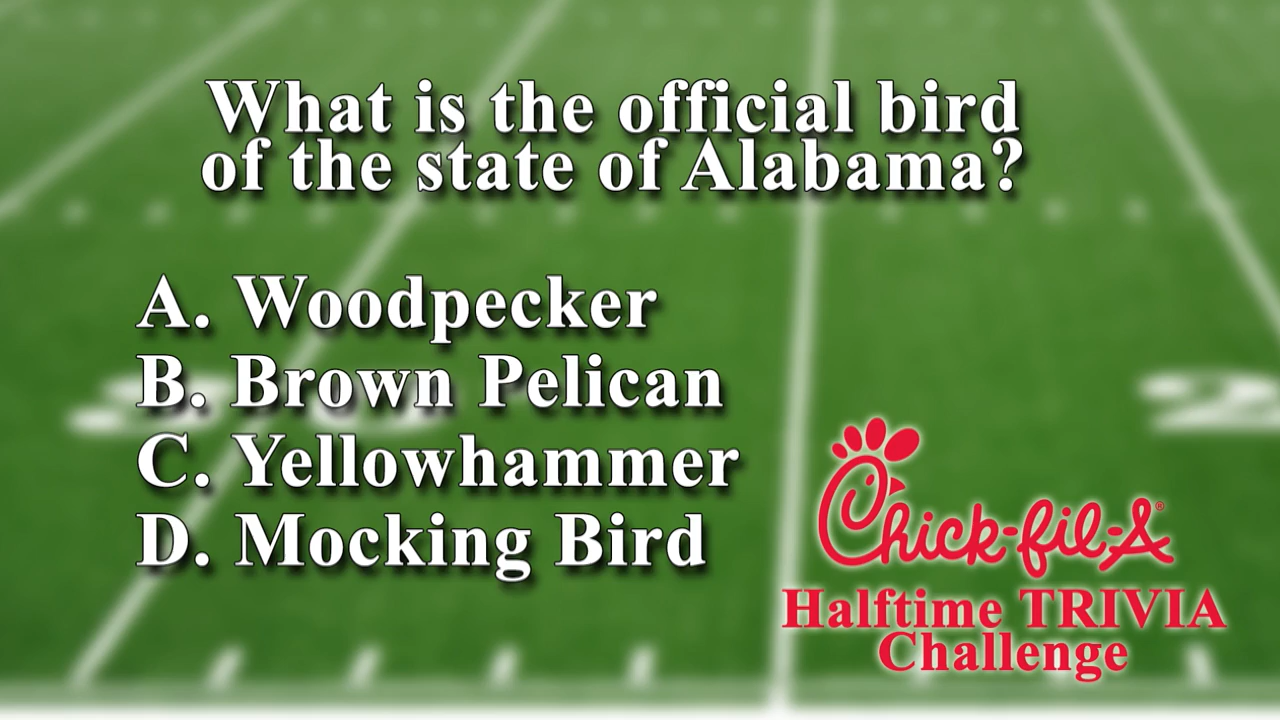 What is the official bird
of the state of Alabama?
A. Woodpecker
B. Brown Pelican
C. Yellowhammer
D. Mocking Bird
Chick-fil-A®
Halftime TRIVIA
Challenge